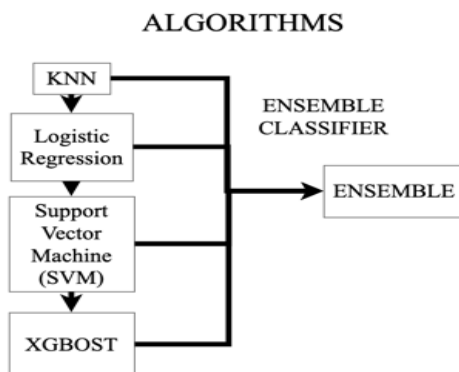 ALGORITHMS
KNN
Logistic
Regression
Support
Vector
Machine
(SVM)
XGBOST
ENSEMBLE
CLASSIFIER
ENSEMBLE